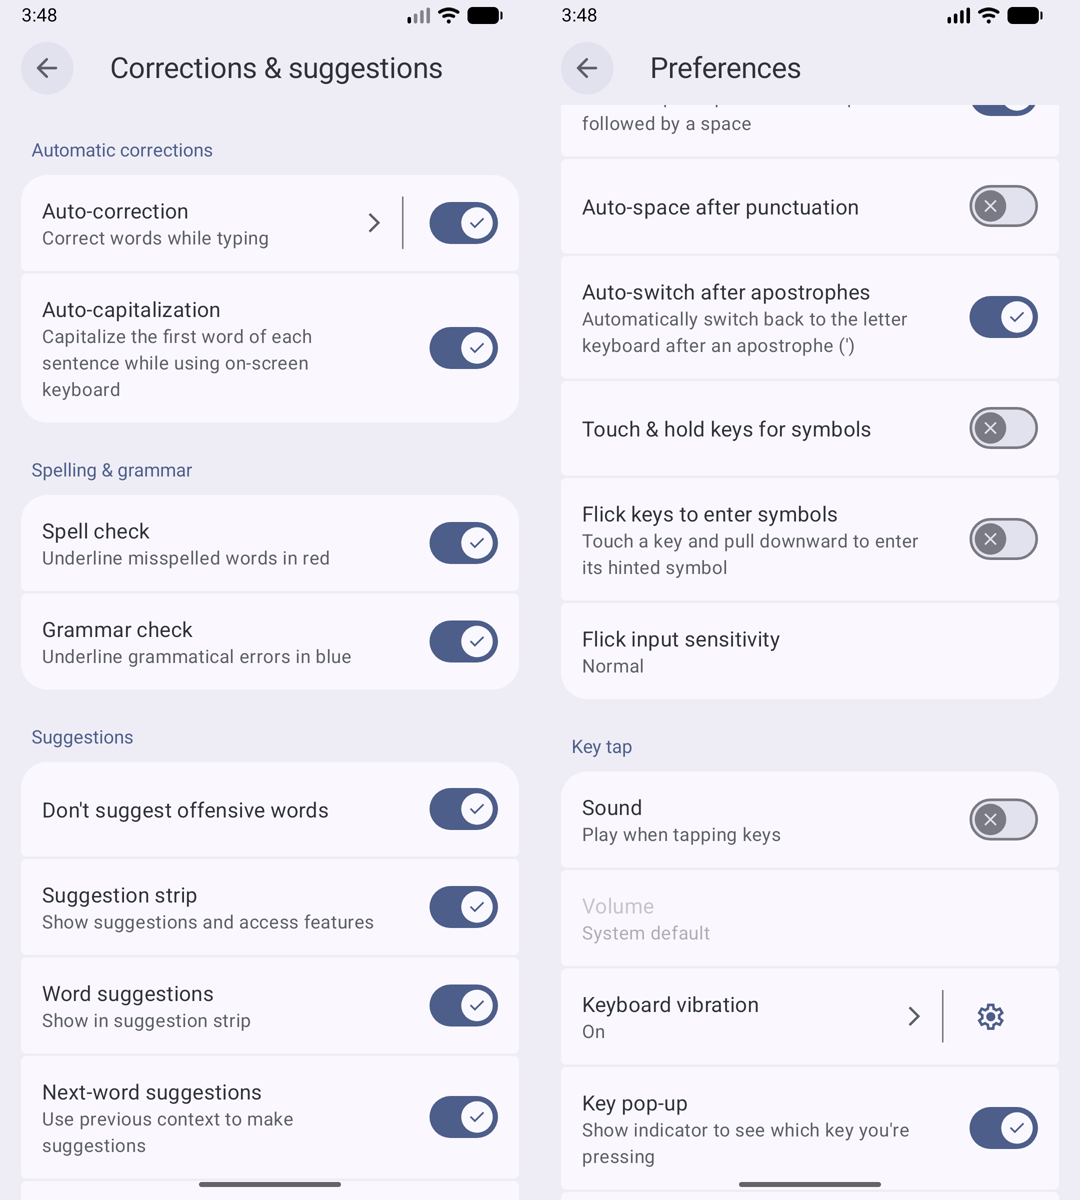 3:48
Corrections & suggestions
Automatic corrections
Auto-correction
Correct words while typing
Auto-capitalization
Capitalize the first word of each
sentence while using on-screen
keyboard
Spelling & grammar
Spell check
Underline misspelled words in red
Grammar check
Underline grammatical errors in blue
Suggestions
Don't suggest offensive words
Suggestion strip
Show suggestions and access features
Word suggestions
Show in suggestion strip
Next-word suggestions
Use previous context to make
suggestions
3:48
Preferences
followed by a space
Auto-space after punctuation
Auto-switch after apostrophes
Automatically switch back to the letter
keyboard after an apostrophe (')
Touch & hold keys for symbols
Flick keys to enter symbols
Touch a key and pull downward to enter
its hinted symbol
Flick input sensitivity
Normal
Key tap
Sound
Play when tapping keys
Volume
System default
Keyboard vibration
On
Key pop-up
Show indicator to see which key you're
pressing